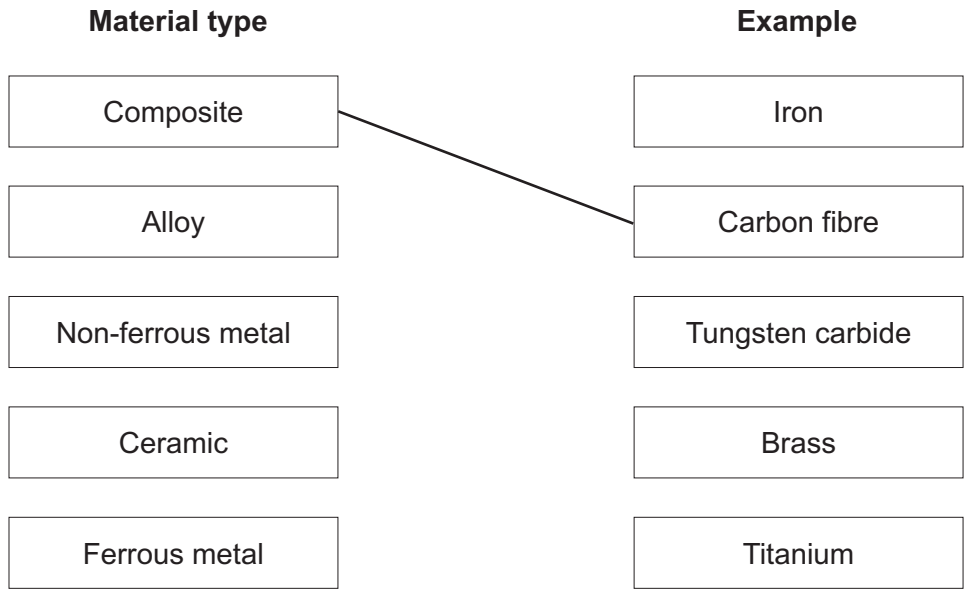 Material type
Example
Composite
Iron
Alloy
Carbon fibre
Non-ferrous metal
Tungsten carbide
Ceramic
Brass
Ferrous metal
Titanium